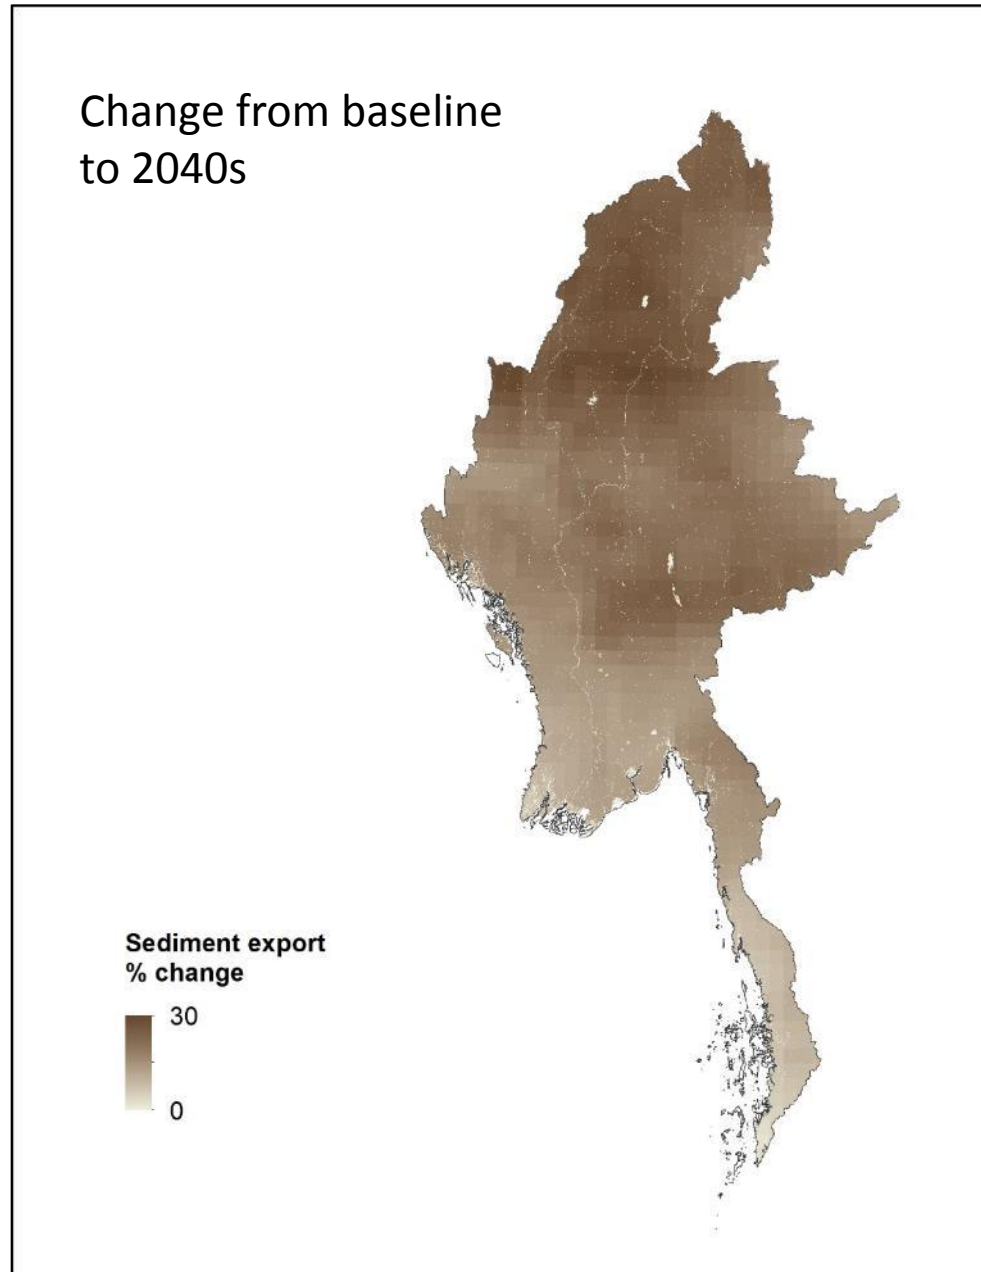 Change from baseline
to 2040s
Sediment export
% change
30
0